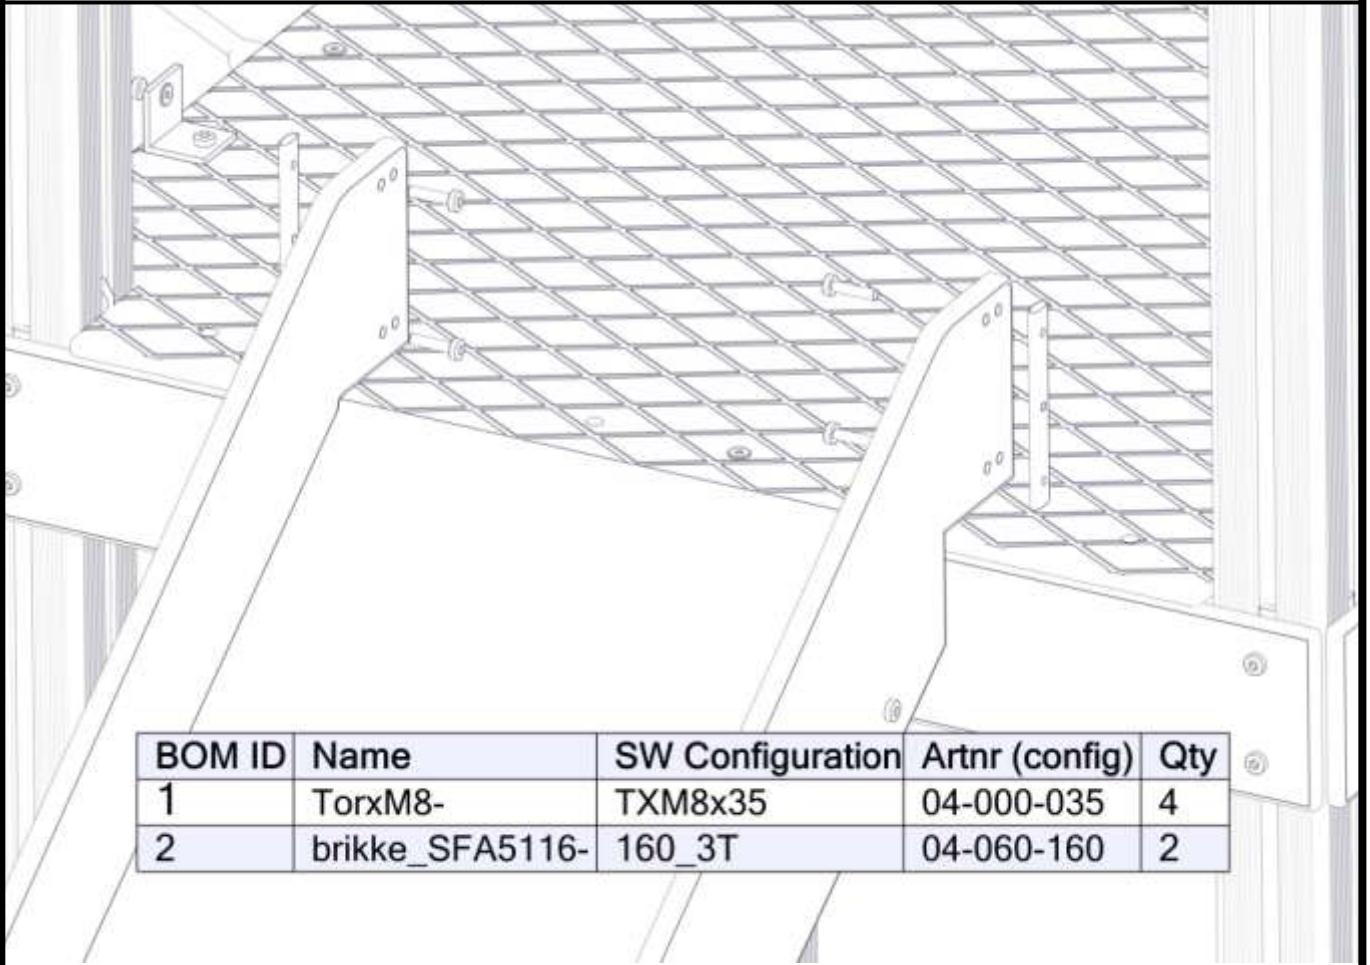 BOM ID Name SW Configuration Artnr (config) Qty
1 TorxM8- TXM8x35 04-000-035 4
2 brikke_SFA5116- 160_3T 04-060-160 2